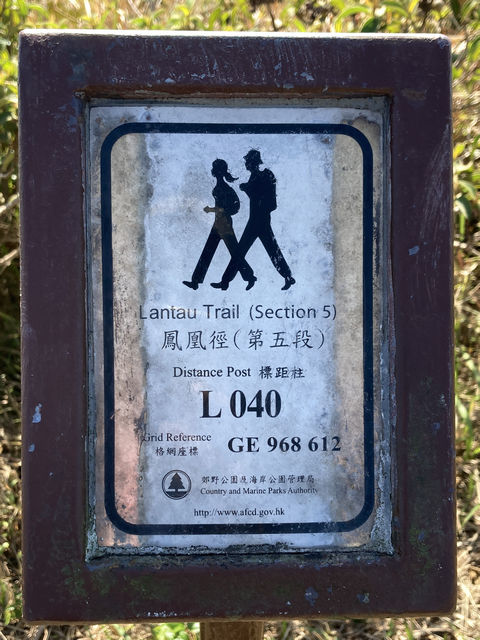 Lantau Trail (Section 5)
鳳凰徑(第五段)
Distance Post 標距柱
L 040
Grid Reference
格網座標
GE 968 612
郊野公園及海岸公園管理局
Country and Marine Parks Authority
http://www.afcd.gov.hk